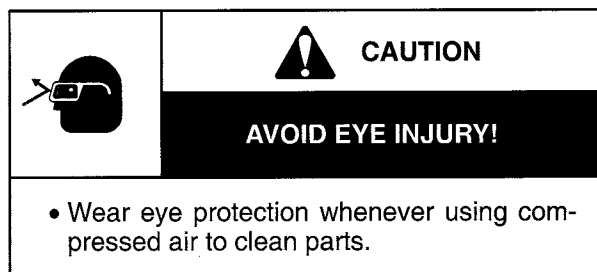 CAUTION
AVOID EYE INJURY!
• Wear eye protection whenever using com-
pressed air to clean parts.